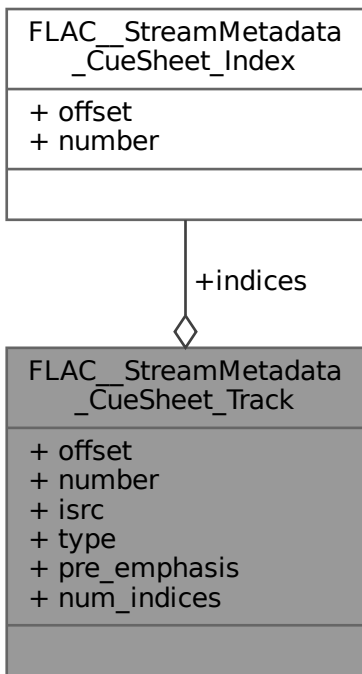 FLAC__StreamMetadata
_CueSheet_Index
+ offset
+ number
+indices
FLAC__StreamMetadata
_CueSheet_Track
+ offset
+ number
+ isrc
+ type
+ pre_emphasis
+ num_indices